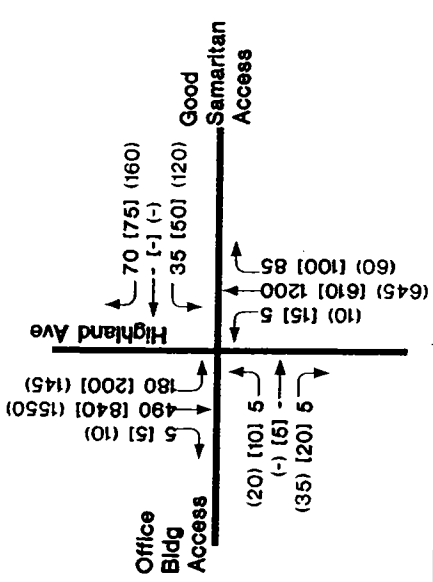 Good
Samaritan
Access
70 [75] (160)
- [-] (-)
35 [50] (120)
Highland Ave
180 [200] (145)
490 [840] (1550)
5 [5] (10)
(60) [100] 85
(645) [610] 1200
(10) [15] 5
Office
Bldg
Access
(20) [10] 5
(-) [5] -
(35) [20] 5